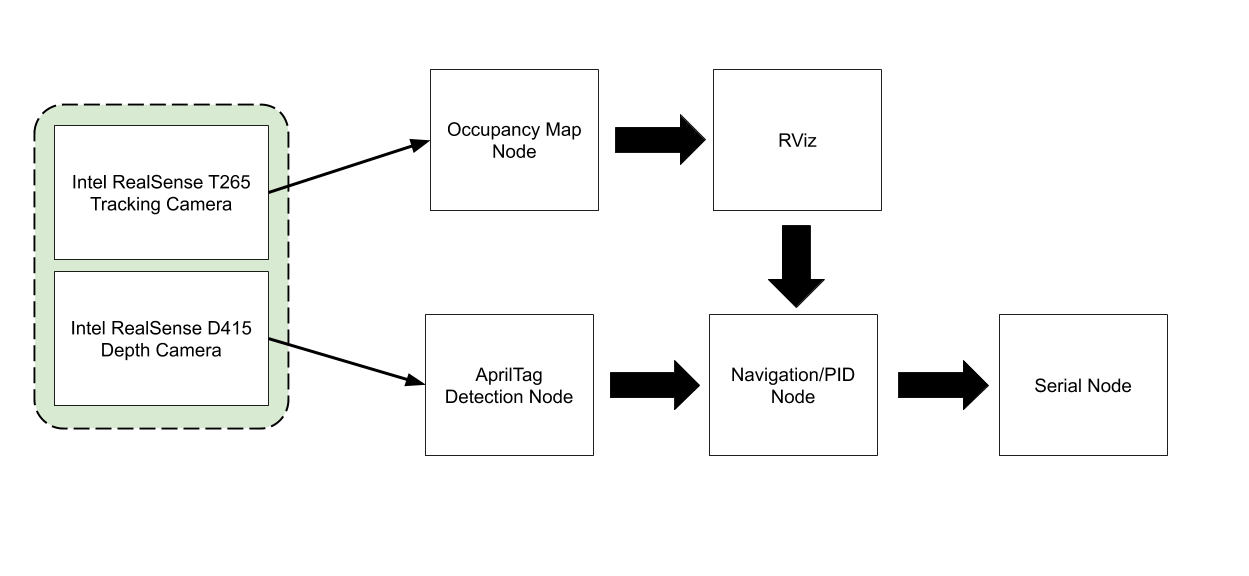 Intel RealSense T265
Tracking Camera
Intel RealSense D415
Depth Camera
Occupancy Map
Node
RViz
AprilTag
Detection Node
Navigation/PID
Node
Serial Node